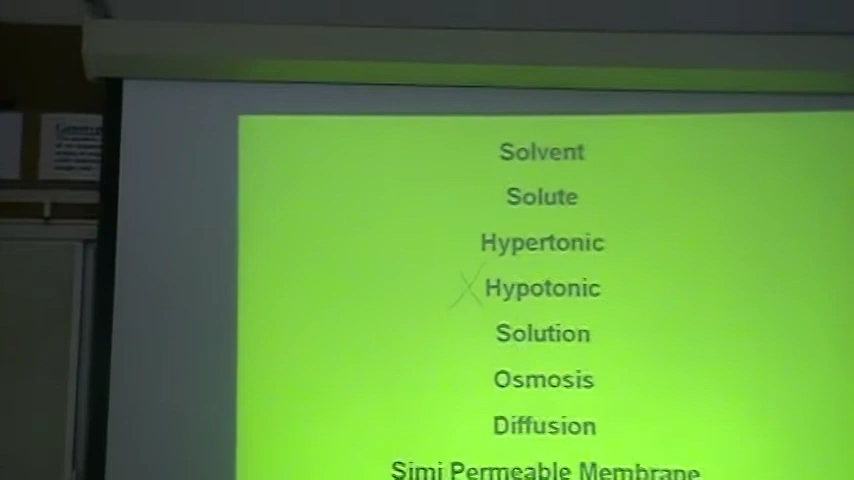 Solvent
Solute
Hypertonic
X Hypotonic
Solution
Osmosis
Diffusion
Simi Permeable Membrane